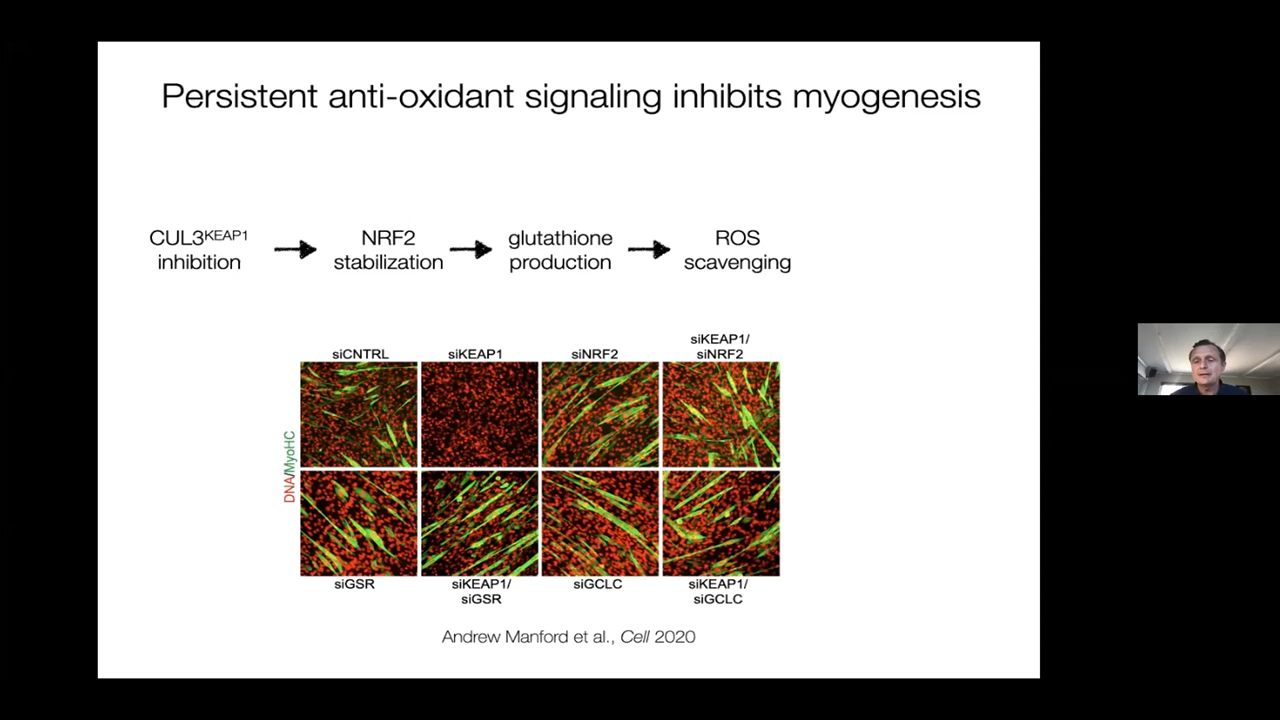 Persistent anti-oxidant signaling inhibits myogenesis
CUL3KEAP1
inhibition
NRF2
stabilization
glutathione
production
ROS
scavenging
siCNTRL
siKEAP1
siNRF2
siKEAP1/
siNRF2
DNA/MyoHC
siGSR
siKEAP1/
siGSR
siGCLC
siKEAP1/
siGCLC
Andrew Manford et al., Cell 2020